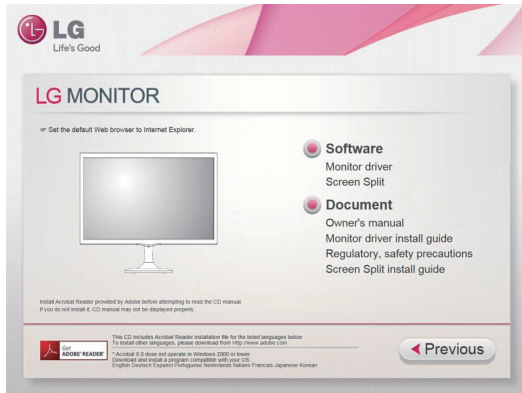 LG
Life's Good
LG MONITOR
☞ Set the default Web browser to Internet Explorer.
Software
Monitor driver
Screen Split
Document
Owner's manual
Monitor driver install guide
Regulatory, safety precautions
Screen Split install guide
Install Acrobat Reader provided by Adobe before attempting to read the CD manual.
If you do not install it, CD manual may not be displayed properly.
Get
ADOBE® READER®
This CD includes Acrobat Reader installation file for the listed languages below
To install other languages, please download from Http://www.adobe.com
* Acrobat 6.0 dose not operate in Windows 2000 or lower.
Download and install a program compatible with your OS.
English Deutsch Espanol Portuguese Nederlands Italiano Francais Japanese Korean
Previous